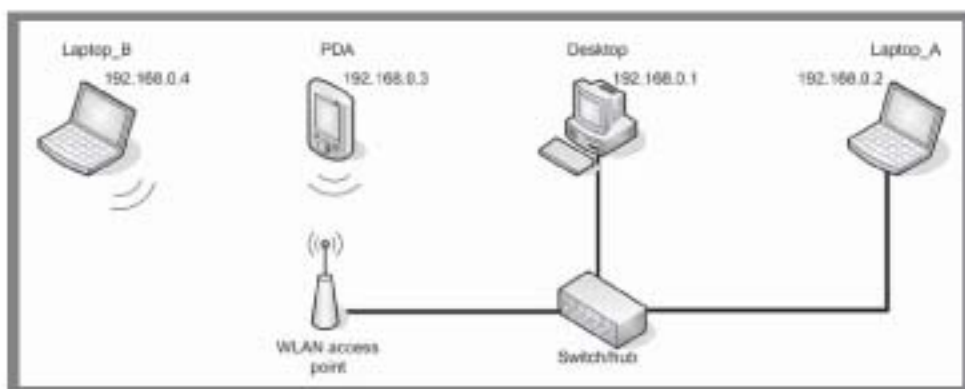 Laptop_B
192.168.0.4
PDA
192.168.0.3
Desktop
192.168.0.1
Laptop_A
192.168.0.2
WLAN access
point
Switch/hub